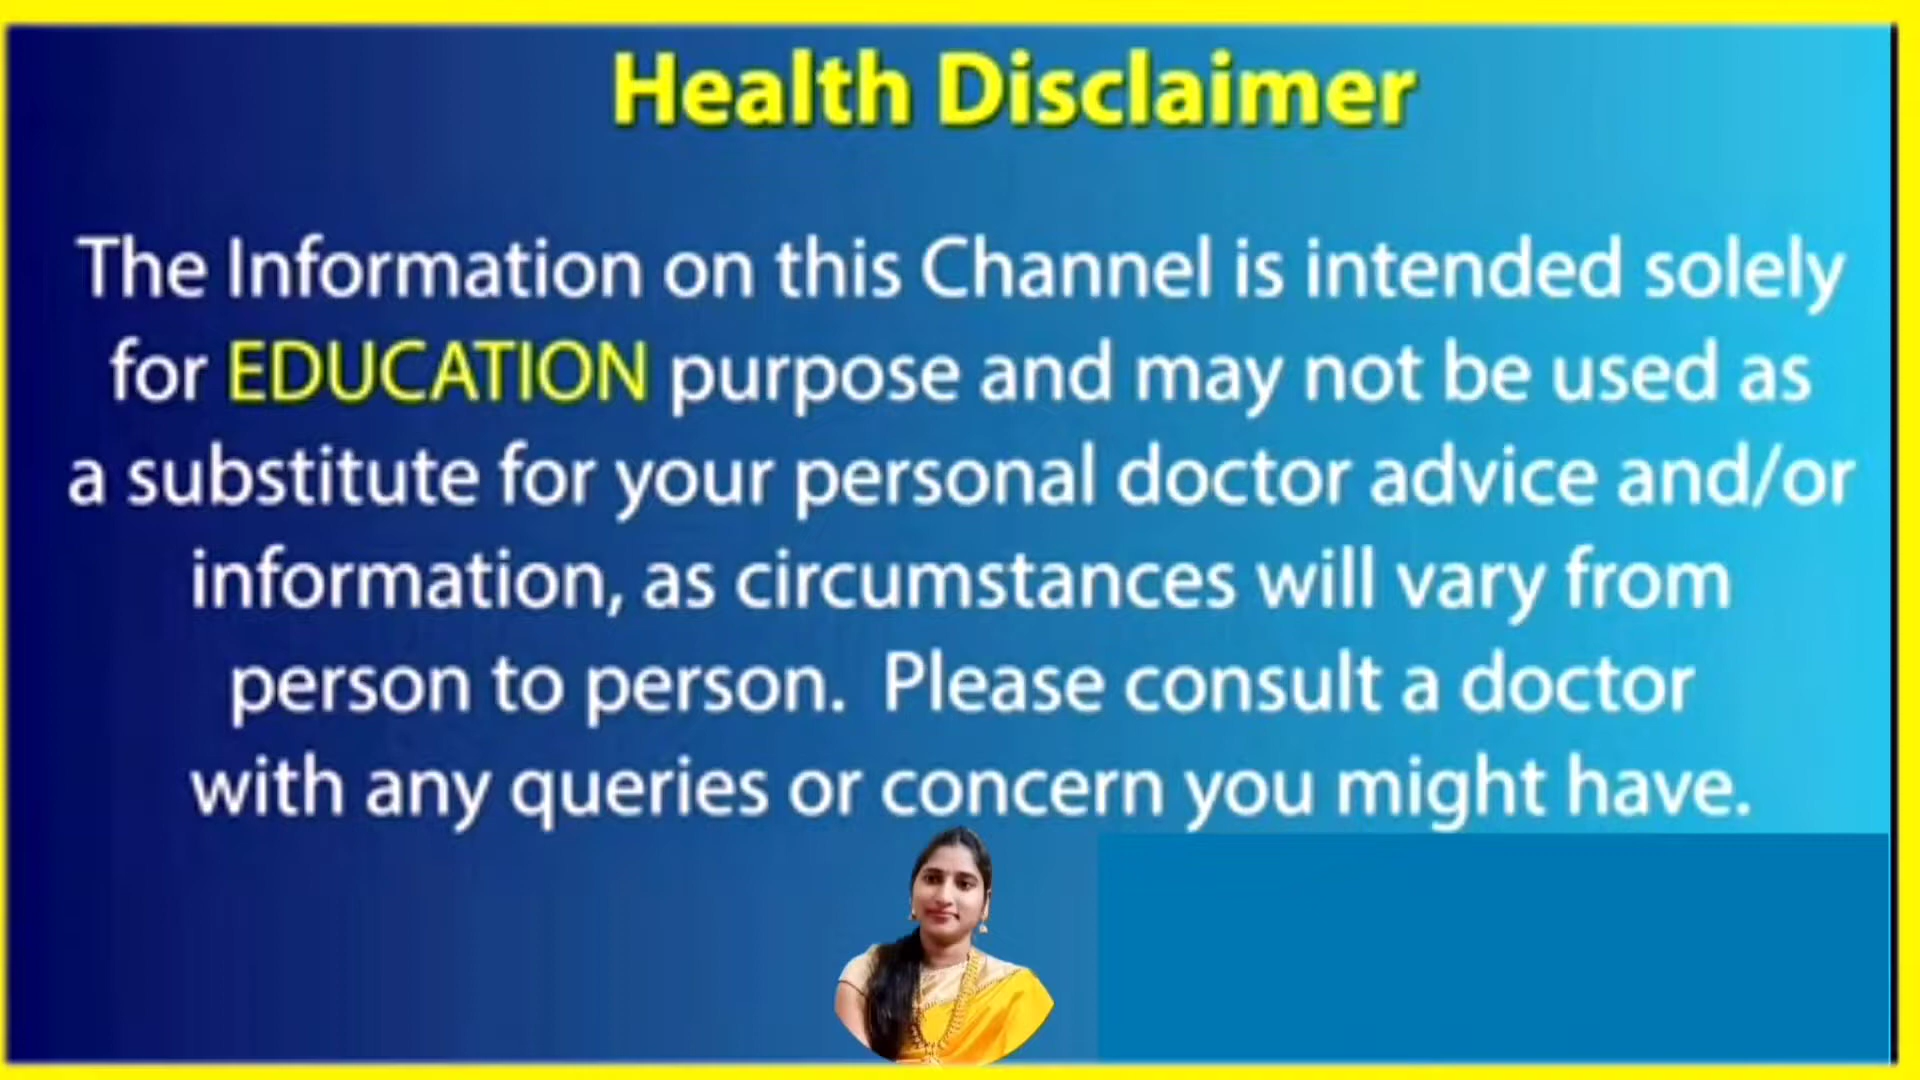 Health Disclaimer
The Information on this Channel is intended solely
for EDUCATION purpose and may not be used as
a substitute for your personal doctor advice and/or
information, as circumstances will vary from
person to person. Please consult a doctor
with any queries or concern you might have.